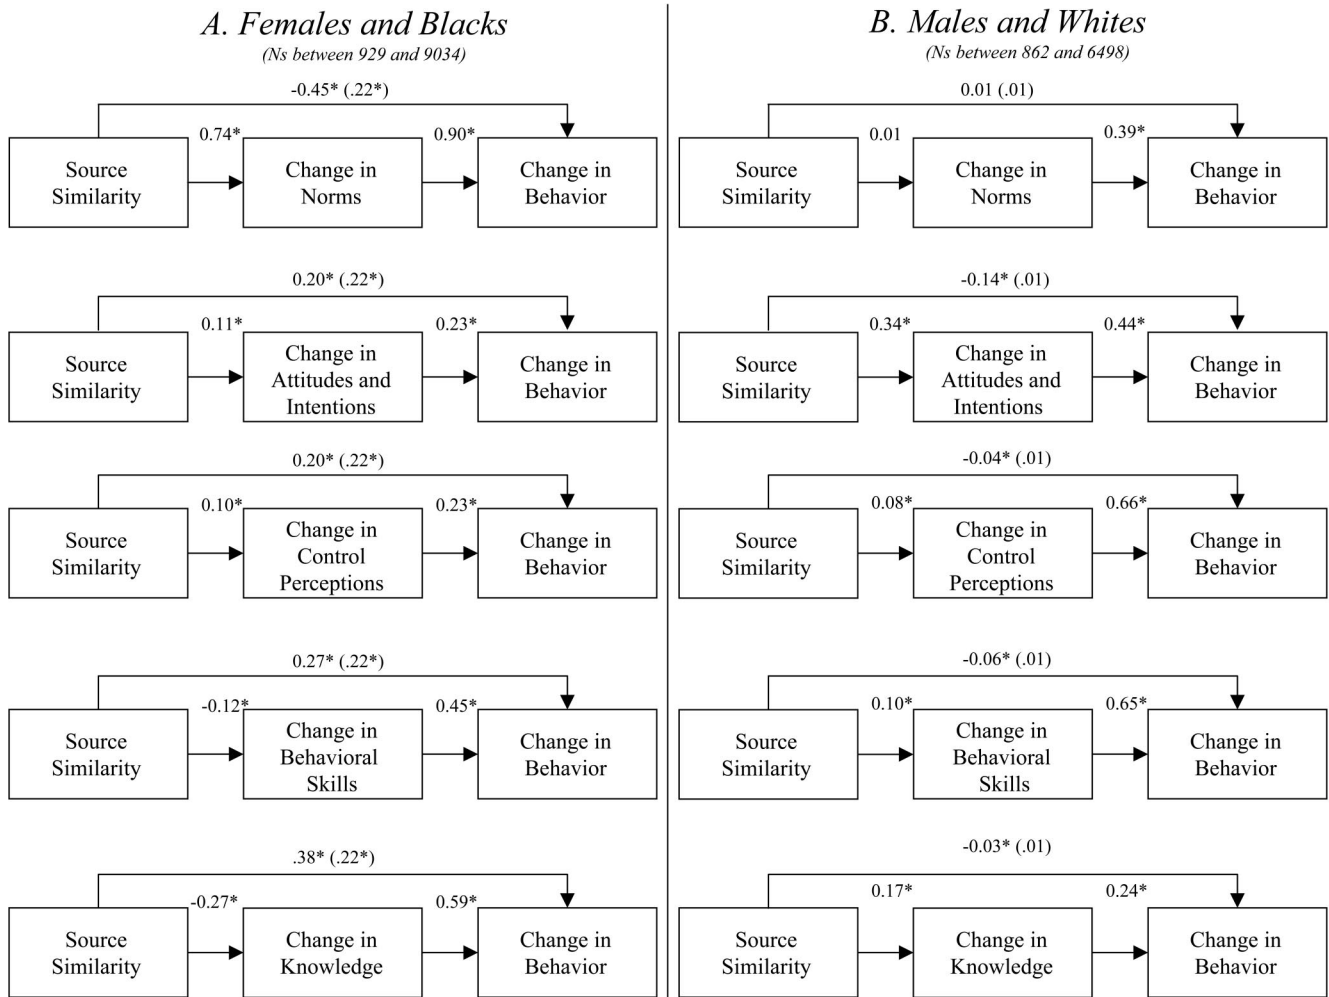 A. Females and Blacks
(Ns between 929 and 9034)
-0.45* (.22*)
0.74*
0.90*
Source
Similarity
Change in
Norms
Change in
Behavior
0.20* (.22*)
0.11*
0.23*
Source
Similarity
Change in
Attitudes and
Intentions
Change in
Behavior
0.20* (.22*)
0.10*
0.23*
Source
Similarity
Change in
Control
Perceptions
Change in
Behavior
0.27* (.22*)
-0.12*
0.45*
Source
Similarity
Change in
Behavioral
Skills
Change in
Behavior
.38* (.22*)
-0.27*
0.59*
Source
Similarity
Change in
Knowledge
Change in
Behavior
B. Males and Whites
(Ns between 862 and 6498)
0.01 (.01)
0.01
0.39*
Source
Similarity
Change in
Norms
Change in
Behavior
-0.14* (.01)
0.34*
0.44*
Source
Similarity
Change in
Attitudes and
Intentions
Change in
Behavior
-0.04* (.01)
0.08*
0.66*
Source
Similarity
Change in
Control
Perceptions
Change in
Behavior
-0.06* (.01)
0.10*
0.65*
Source
Similarity
Change in
Behavioral
Skills
Change in
Behavior
-0.03* (.01)
0.17*
0.24*
Source
Similarity
Change in
Knowledge
Change in
Behavior